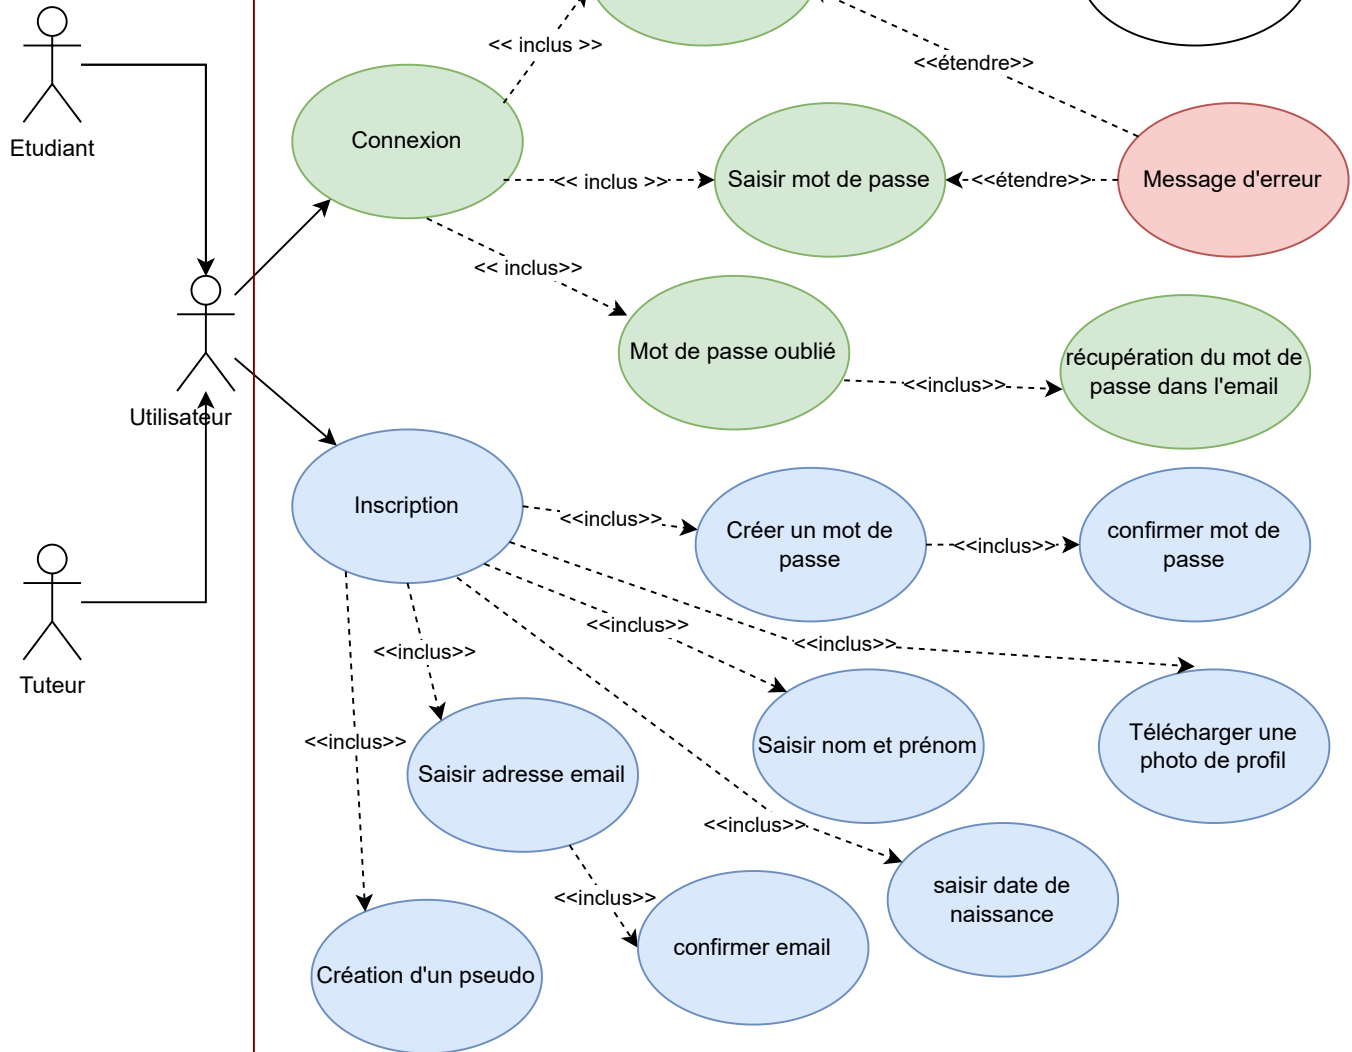 << inclus >>
<<étendre>>
Etudiant
Connexion
<< inclus >>
Saisir mot de passe
<<étendre>>
Message d'erreur
<< inclus>>
Mot de passe oublié
<<inclus>>
récupération du mot de
passe dans l'email
Utilisateur
Inscription
<<inclus>>
Créer un mot de
passe
<<inclus>>
confirmer mot de
passe
<<inclus>>
<<inclus>>
<<inclus>>
Tuteur
<<inclus>>
Saisir adresse email
Saisir nom et prénom
Télécharger une
photo de profil
<<inclus>>
<<inclus>>
saisir date de
naissance
confirmer email
Création d'un pseudo